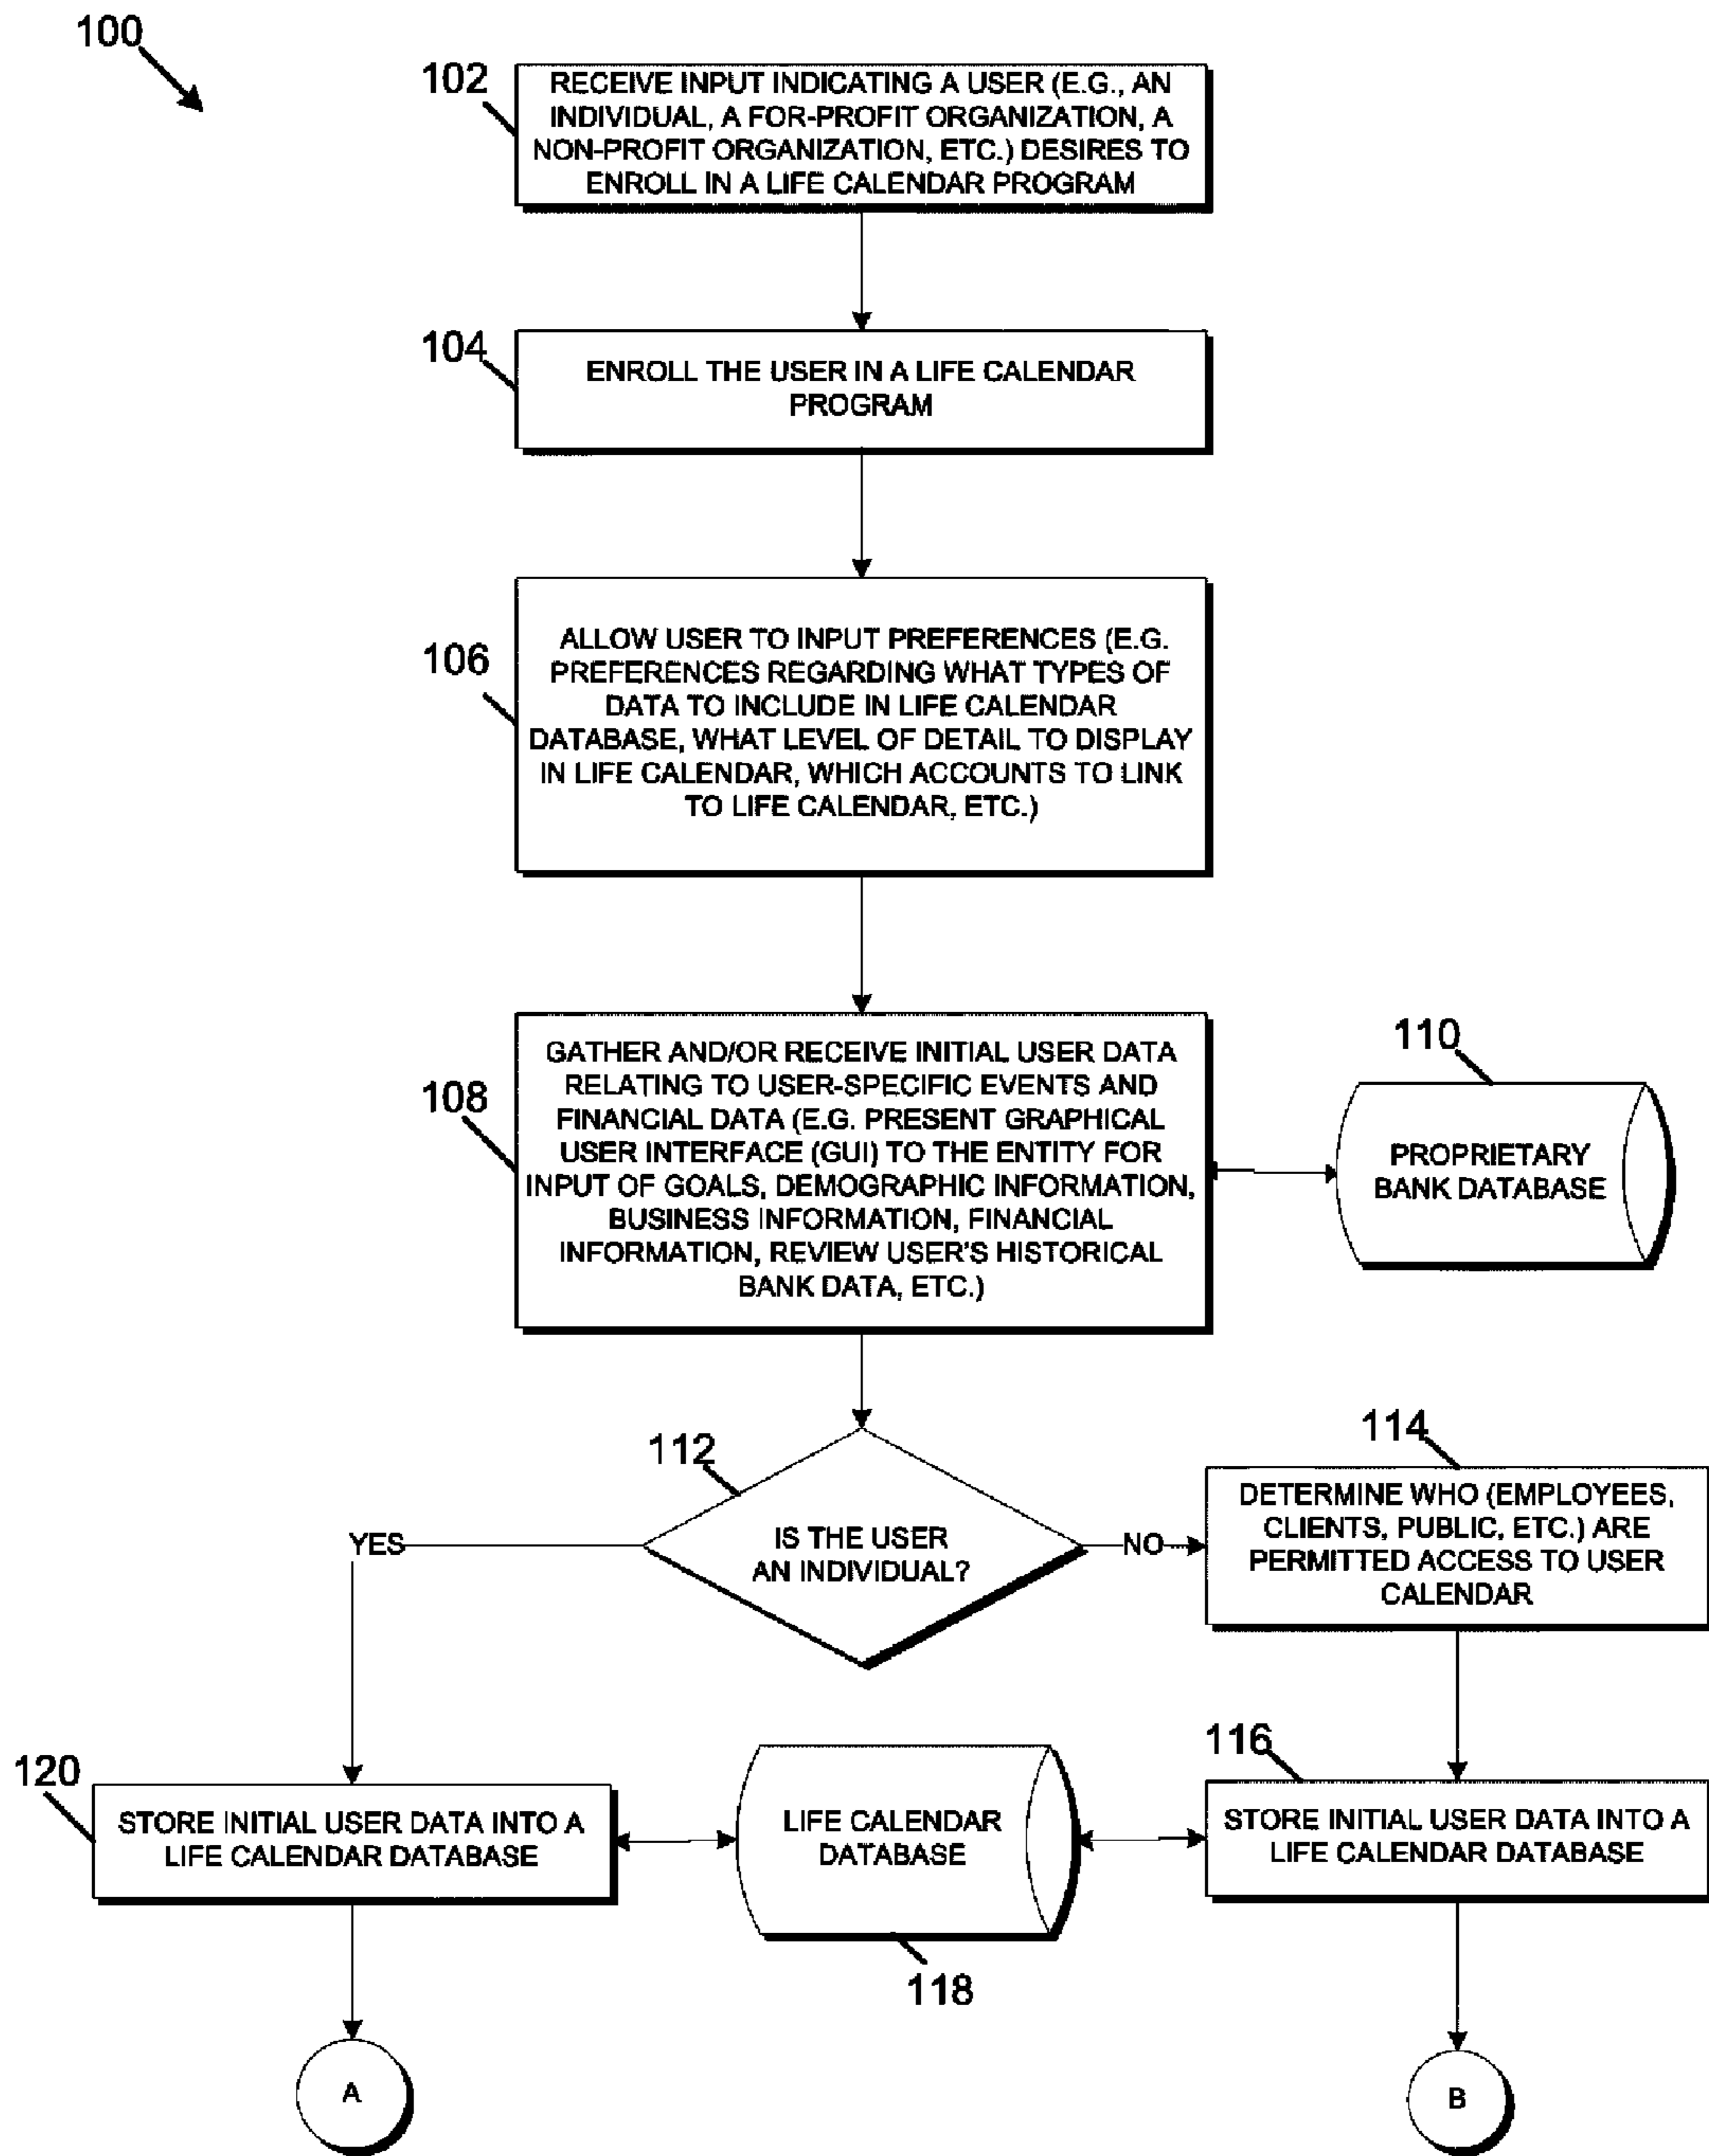 100
102
RECEIVE INPUT INDICATING A USER (E.G., AN
INDIVIDUAL, A FOR-PROFIT ORGANIZATION, A
NON-PROFIT ORGANIZATION, ETC.) DESIRES TO
ENROLL IN A LIFE CALENDAR PROGRAM
104
ENROLL THE USER IN A LIFE CALENDAR
PROGRAM
106
ALLOW USER TO INPUT PREFERENCES (E.G.
PREFERENCES REGARDING WHAT TYPES OF
DATA TO INCLUDE IN LIFE CALENDAR
DATABASE, WHAT LEVEL OF DETAIL TO DISPLAY
IN LIFE CALENDAR, WHICH ACCOUNTS TO LINK
TO LIFE CALENDAR, ETC.)
108
GATHER AND/OR RECEIVE INITIAL USER DATA
RELATING TO USER-SPECIFIC EVENTS AND
FINANCIAL DATA (E.G. PRESENT GRAPHICAL
USER INTERFACE (GUI) TO THE ENTITY FOR
INPUT OF GOALS, DEMOGRAPHIC INFORMATION,
BUSINESS INFORMATION, FINANCIAL
INFORMATION, REVIEW USER'S HISTORICAL
BANK DATA, ETC.)
110
PROPRIETARY
BANK DATABASE
112
IS THE USER
AN INDIVIDUAL?
YES
NO
114
DETERMINE WHO (EMPLOYEES,
CLIENTS, PUBLIC, ETC.) ARE
PERMITTED ACCESS TO USER
CALENDAR
120
STORE INITIAL USER DATA INTO A
LIFE CALENDAR DATABASE
LIFE CALENDAR
DATABASE
118
116
STORE INITIAL USER DATA INTO A
LIFE CALENDAR DATABASE
A
B